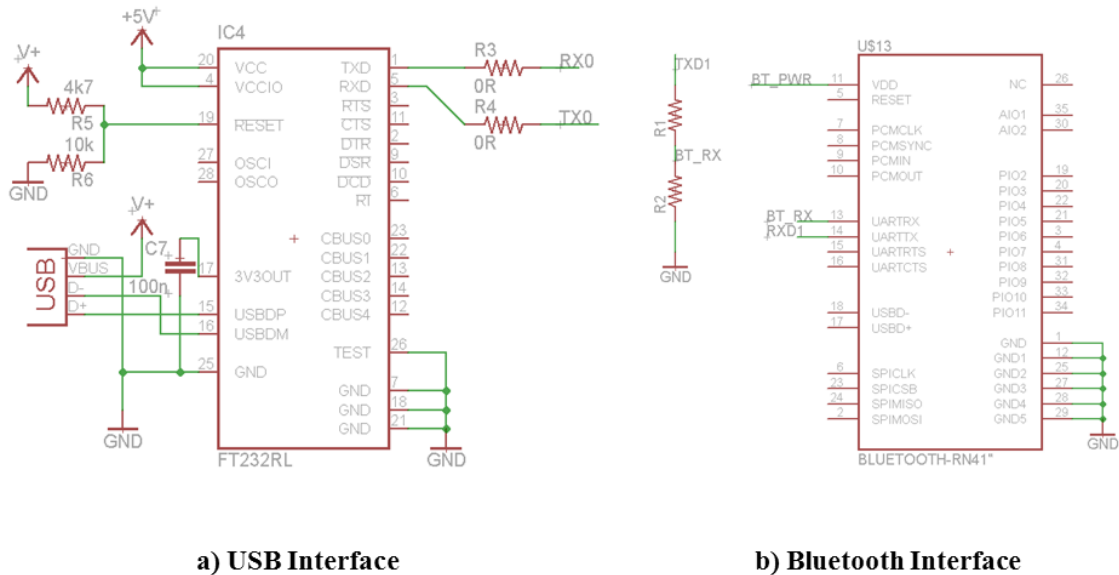 IC4
+5V
V+
4k7
R5
10k
R6
GND
20
VCC
4
VCCIO
19
RESET
27
OSCI
28
OSCO
17
3V3OUT
15
USBDP
16
USBDM
25
GND
TXD
1
RXD
5
RTS
3
CTS
11
DTR
2
DSR
9
DCD
10
RI
6
CBUS0
23
CBUS1
22
CBUS2
13
CBUS3
14
CBUS4
12
TEST
26
GND
7
GND
18
GND
21
FT232RL
R3
0R
RX0
R4
0R
TX0
V+
C7
100n
USB
GND
VBUS
D-
D+
GND
GND
TXD1
R1
BT_RX
R2
GND
U$13
BT_PWR
11
VDD
5
RESET
7
PCMCLK
8
PCMSYNC
9
PCMIN
10
PCMOUT
BT_RX
13
UARTRX
RXD1
14
UARTTX
15
UARTRTS
16
UARTCTS
18
USBD-
17
USBD+
6
SPICLK
23
SPICSB
24
SPIMISO
2
SPIMOSI
NC
26
AIO1
35
AIO2
30
PIO2
19
PIO3
20
PIO4
22
PIO5
21
PIO6
3
PIO7
4
PIO8
31
PIO9
32
PIO10
33
PIO11
34
GND
1
GND1
12
GND2
25
GND3
27
GND4
28
GND5
29
GND
BLUETOOTH-RN41"
a) USB Interface
b) Bluetooth Interface